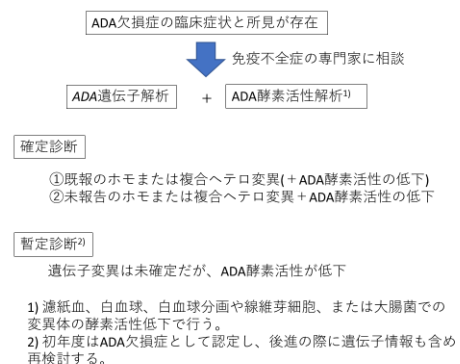 ADA欠損症の臨床症状と所見が存在
免疫不全症の専門家に相談
ADA遺伝子解析 + ADA酵素活性解析1)
確定診断
①既報のホモまたは複合ヘテロ変異(＋ADA酵素活性の低下)
②未報告のホモまたは複合ヘテロ変異＋ADA酵素活性の低下
暫定診断2)
遺伝子変異は未確定だが、ADA酵素活性が低下
1) 濾紙血、白血球、白血球分画や線維芽細胞、または大腸菌での
変異体の酵素活性低下で行う。
2) 初年度はADA欠損症として認定し、後進の際に遺伝子情報も含め
再検討する。